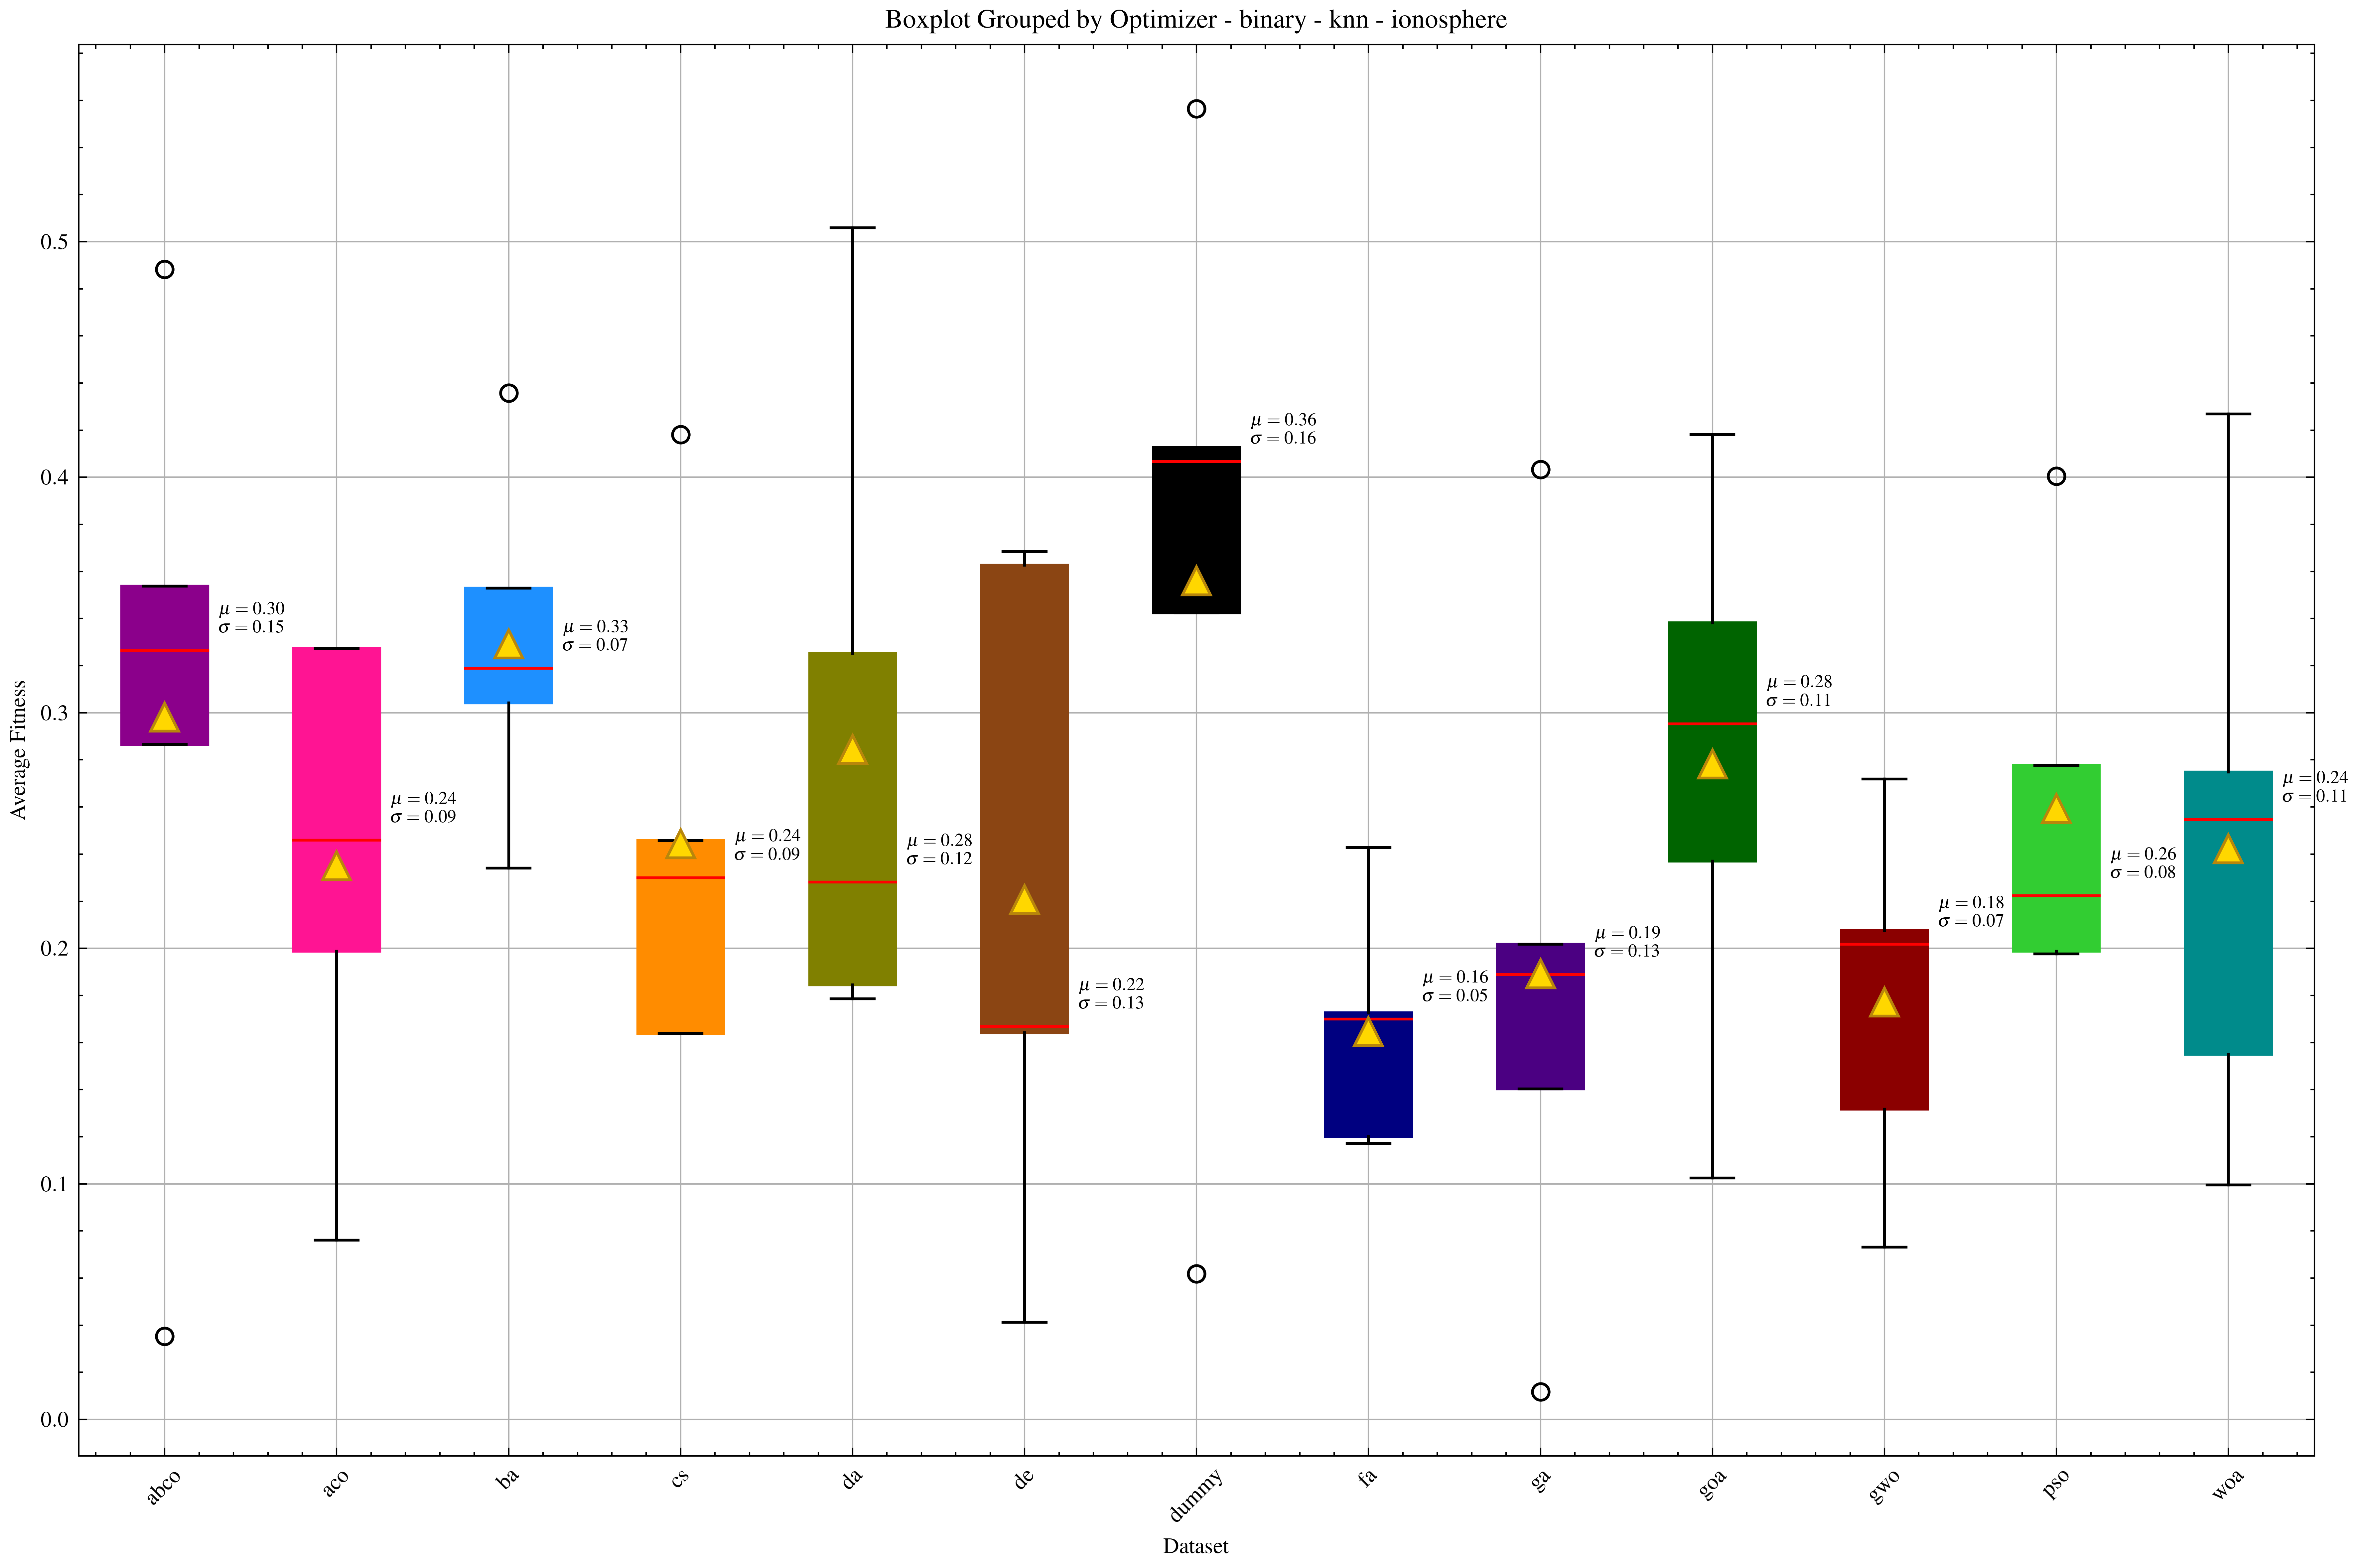 Boxplot Grouped by Optimizer - binary - knn - ionosphere
Average Fitness
0.5
0.4
0.3
0.2
0.1
0.0
μ = 0.30
σ = 0.15
μ = 0.24
σ = 0.09
μ = 0.33
σ = 0.07
μ = 0.24
σ = 0.09
μ = 0.28
σ = 0.12
μ = 0.22
σ = 0.13
μ = 0.36
σ = 0.16
μ = 0.16
σ = 0.05
μ = 0.19
σ = 0.13
μ = 0.28
σ = 0.11
μ = 0.18
σ = 0.07
μ = 0.26
σ = 0.08
μ = 0.24
σ = 0.11
abco
aco
ba
cs
da
de
dummy
fa
ga
goa
gwo
pso
woa
Dataset